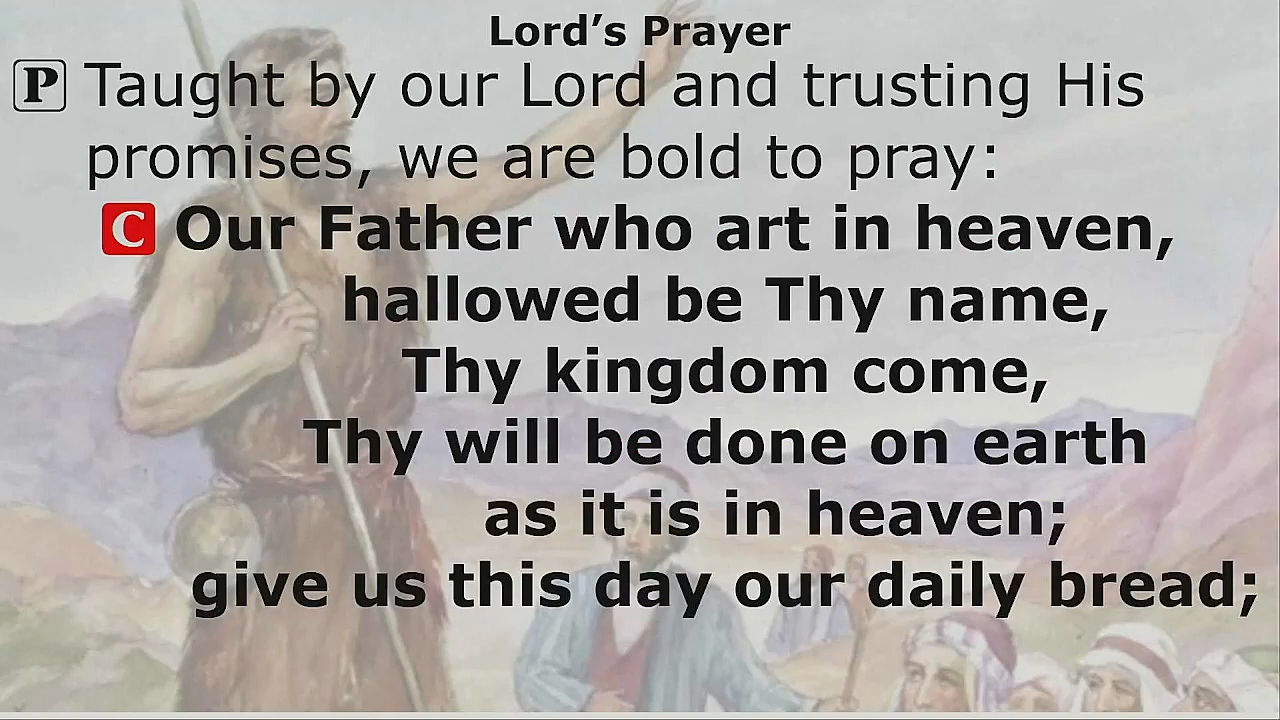 Lord’s Prayer
P Taught by our Lord and trusting His
promises, we are bold to pray:
C Our Father who art in heaven,
hallowed be Thy name,
Thy kingdom come,
Thy will be done on earth
as it is in heaven;
give us this day our daily bread;